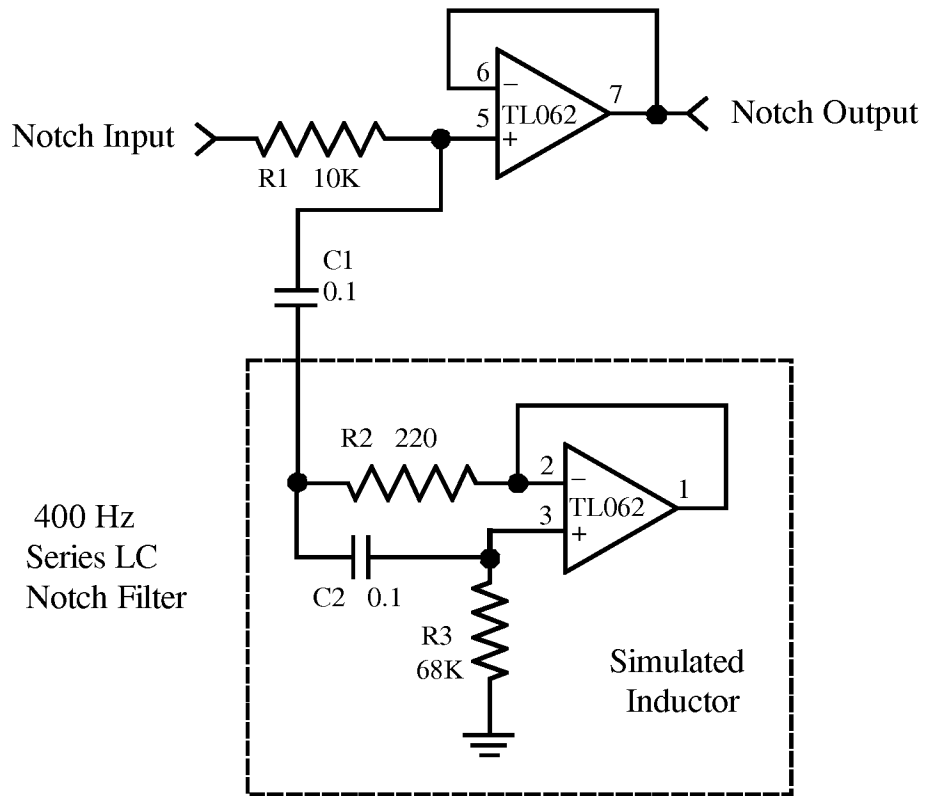 6
−
7
Notch Output
TL062
5
+
Notch Input
R1 10K
C1
0.1
R2 220
2
−
1
TL062
3
+
400 Hz
Series LC
Notch Filter
C2 0.1
R3
68K
Simulated
Inductor